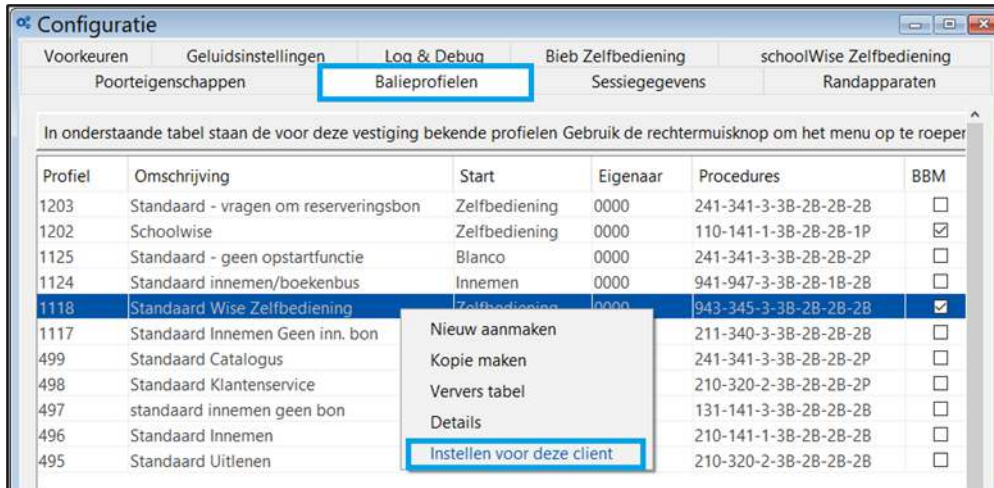 Configuratie
Voorkeuren Geluidsinstellingen Log & Debug Bieb Zelfbediening schoolWise Zelfbediening
Poorteigenschappen Balieprofielen Sessiegegevens Randapparaten
In onderstaande tabel staan de voor deze vestiging bekende profielen Gebruik de rechtermuisknop om het menu op te roeper
Profiel Omschrijving Start Eigenaar Procedures BBM
1203 Standaard - vragen om reserveringsbon Zelfbediening 0000 241-341-3-3B-2B-2B-2B
1202 Schoolwise Zelfbediening 0000 110-141-1-3B-2B-2B-1P
1125 Standaard - geen opstartfunctie Blanco 0000 241-341-3-3B-2B-2B-2P
1124 Standaard innemen/boekenbus Innemen 0000 941-947-3-3B-2B-1B-2B
1118 Standaard Wise Zelfbediening Zelfbediening 0000 943-345-3-3B-2B-2B-2B
1117 Standaard Innemen Geen inn. bon 211-340-3-3B-2B-2B-2B
499 Standaard Catalogus 241-341-3-3B-2B-2B-2P
498 Standaard Klantenservice 210-320-2-3B-2B-2B-2P
497 standaard innemen geen bon 131-141-3-3B-2B-2B-2B
496 Standaard Innemen 210-141-1-3B-2B-2B-2B
495 Standaard Uitlenen 210-320-2-3B-2B-2B-2B
Nieuw aanmaken
Kopie maken
Ververs tabel
Details
Instellen voor deze client